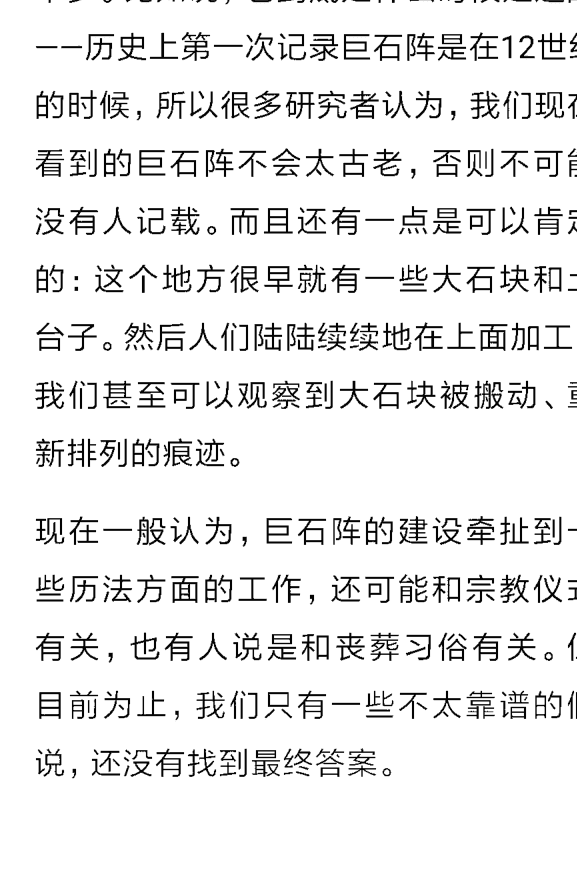 ——历史上第一次记录巨石阵是在12世
的时候，所以很多研究者认为，我们现
看到的巨石阵不会太古老，否则不可
没有人记载。而且还有一点是可以肯
的：这个地方很早就有一些大石块和
台子。然后人们陆陆续续地在上面加工
我们甚至可以观察到大石块被搬动、
新排列的痕迹。
现在一般认为，巨石阵的建设牵扯到
些历法方面的工作，还可能和宗教仪
有关，也有人说是和丧葬习俗有关。
目前为止，我们只有一些不太靠谱的
说，还没有找到最终答案。